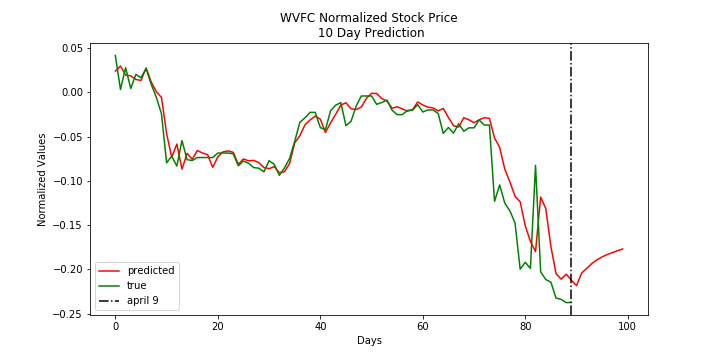 WVFC Normalized Stock Price
10 Day Prediction
0.05
0.00
−0.05
−0.10
−0.15
−0.20
−0.25
Normalized Values
predicted
true
april 9
0
20
40
60
80
100
Days